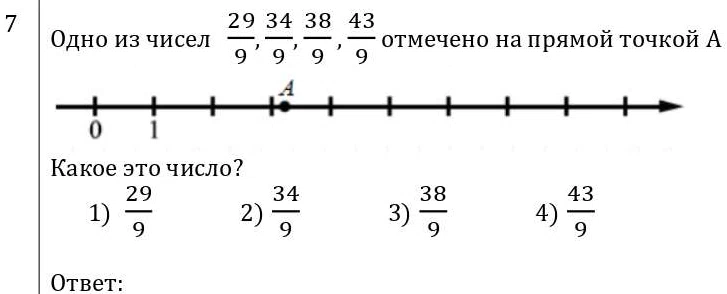 7
Одно из чисел 29/9, 34/9, 38/9, 43/9 отмечено на прямой точкой А
A
0 1
Какое это число?
1) 29/9 2) 34/9 3) 38/9 4) 43/9
Ответ: